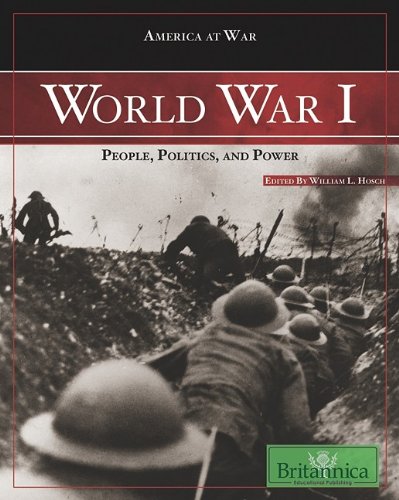 America at War
World War I
People, Politics, and Power
Edited By William L. Hosch
Britannica
Educational Publishing